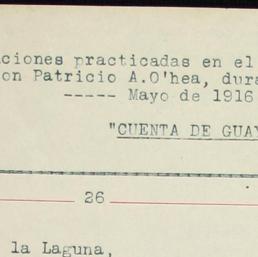 ciones practicadas en el
on Patricio A.O'hea, dura
----- Mayo de 1916
"CUENTA DE GUAY
26
la Laguna,